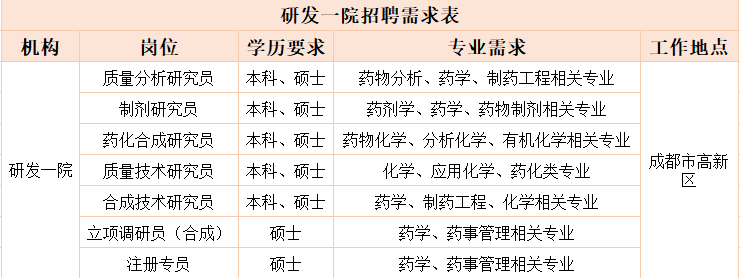 研发一院招聘需求表
机构 岗位 学历要求 专业需求 工作地点
质量分析研究员 本科、硕士 药物分析、药学、制药工程相关专业
制剂研究员 本科、硕士 药剂学、药学、药物制剂相关专业
药化合成研究员 本科、硕士 药物化学、分析化学、有机化学相关专业
研发一院 质量技术研究员 本科、硕士 化学、应用化学、药化类专业 成都市高新区
合成技术研究员 本科、硕士 药学、制药工程、化学相关专业
立项调研员（合成） 硕士 药学、药事管理相关专业
注册专员 硕士 药学、药事管理相关专业